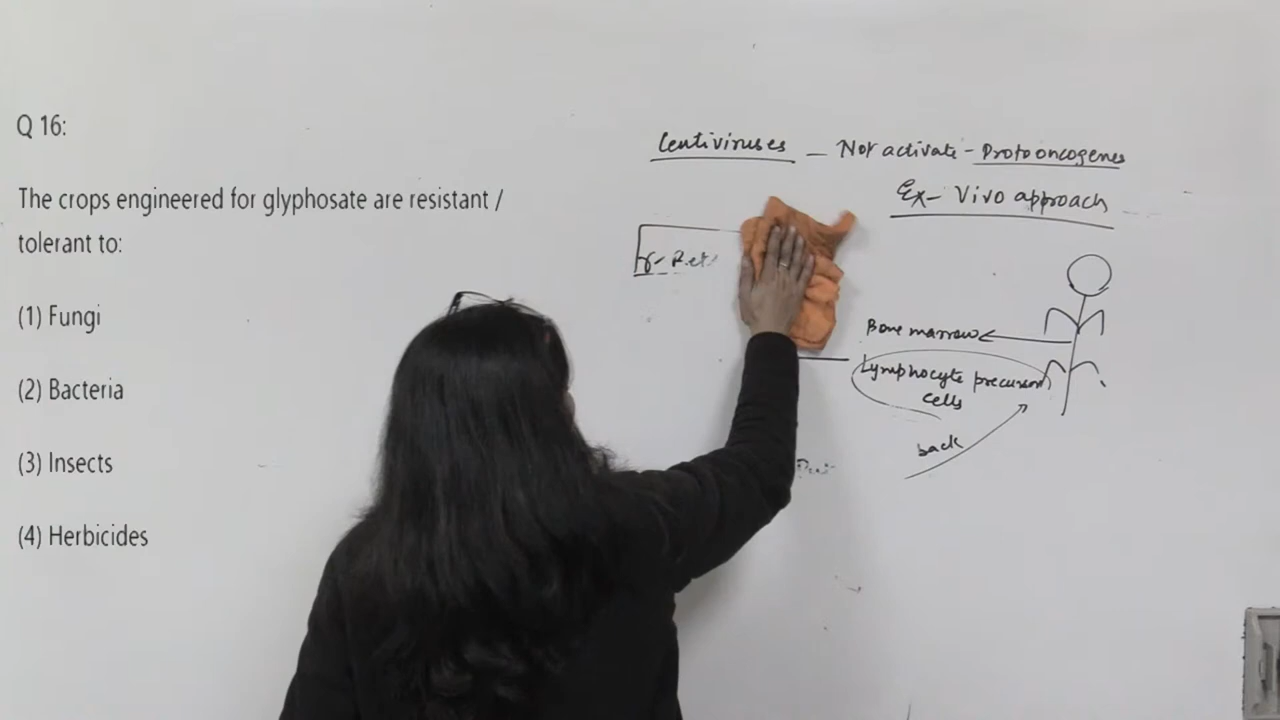 Q 16:
The crops engineered for glyphosate are resistant /
tolerant to:
(1) Fungi
(2) Bacteria
(3) Insects
(4) Herbicides
Lentiviruses – Not activate - Protooncogenes
Ex- Vivo approach
Bone marrow
Lymphocyte precursor
cells
back